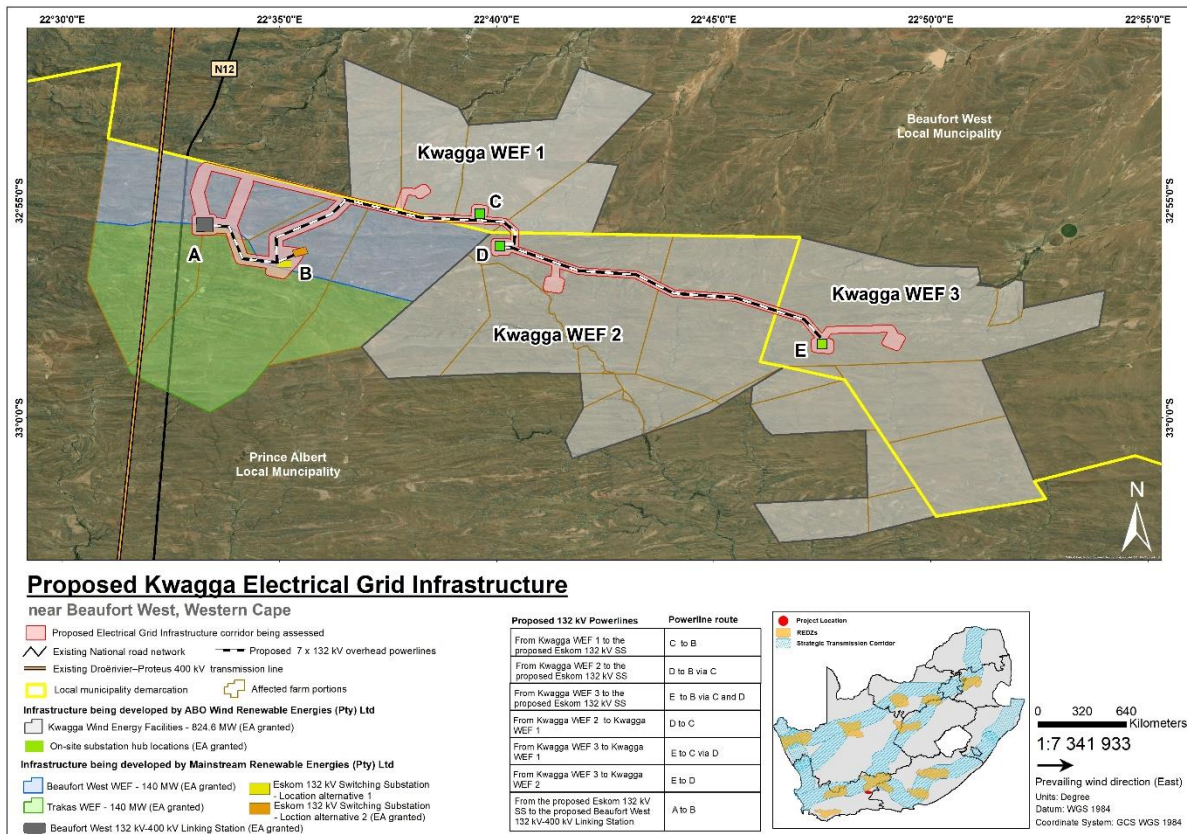 22°30'0"E 22°35'0"E 22°40'0"E 22°45'0"E 22°50'0"E 22°55'0"E
N12
Beaufort West
Local Muncipality
Kwagga WEF 1
32°55'0"S
32°55'0"S
C
A
B
D
Kwagga WEF 3
Kwagga WEF 2
E
33°0'0"S
33°0'0"S
Prince Albert
Local Muncipality
N
Proposed Kwagga Electrical Grid Infrastructure
near Beaufort West, Western Cape
Proposed Electrical Grid Infrastructure corridor being assessed
Existing National road network
Proposed 7 x 132 kV overhead powerlines
Existing Droërivier–Proteus 400 kV transmission line
Local municipality demarcation
Affected farm portions
Infrastructure being developed by ABO Wind Renewable Energies (Pty) Ltd
Kwagga Wind Energy Facilities - 824.6 MW (EA granted)
On-site substation hub locations (EA granted)
Infrastructure being developed by Mainstream Renewable Energies (Pty) Ltd
Beaufort West WEF - 140 MW (EA granted)
Trakas WEF - 140 MW (EA granted)
Beaufort West 132 kV-400 kV Linking Station (EA granted)
Eskom 132 kV Switching Substation
- Location alternative 1
Eskom 132 kV Switching Substation
- Loction alternative 2 (EA granted)
Proposed 132 kV Powerlines Powerline route
From Kwagga WEF 1 to the
proposed Eskom 132 kV SS
C to B
From Kwagga WEF 2 to the
proposed Eskom 132 kV SS
D to B via C
From Kwagga WEF 3 to the
proposed Eskom 132 kV SS
E to B via C and D
From Kwagga WEF 2 to Kwagga
WEF 1
D to C
From Kwagga WEF 3 to Kwagga
WEF 1
E to C via D
From Kwagga WEF 3 to Kwagga
WEF 2
E to D
From the proposed Eskom 132 kV
SS to the proposed Beaufort West
132 kV-400 kV Linking Station
A to B
Project Location
REDZs
Strategic Transmission Corridor
0 320 640
Kilometers
1:7 341 933
Prevailing wind direction (East)
Units: Degree
Datum: WGS 1984
Coordinate System: GCS WGS 1984